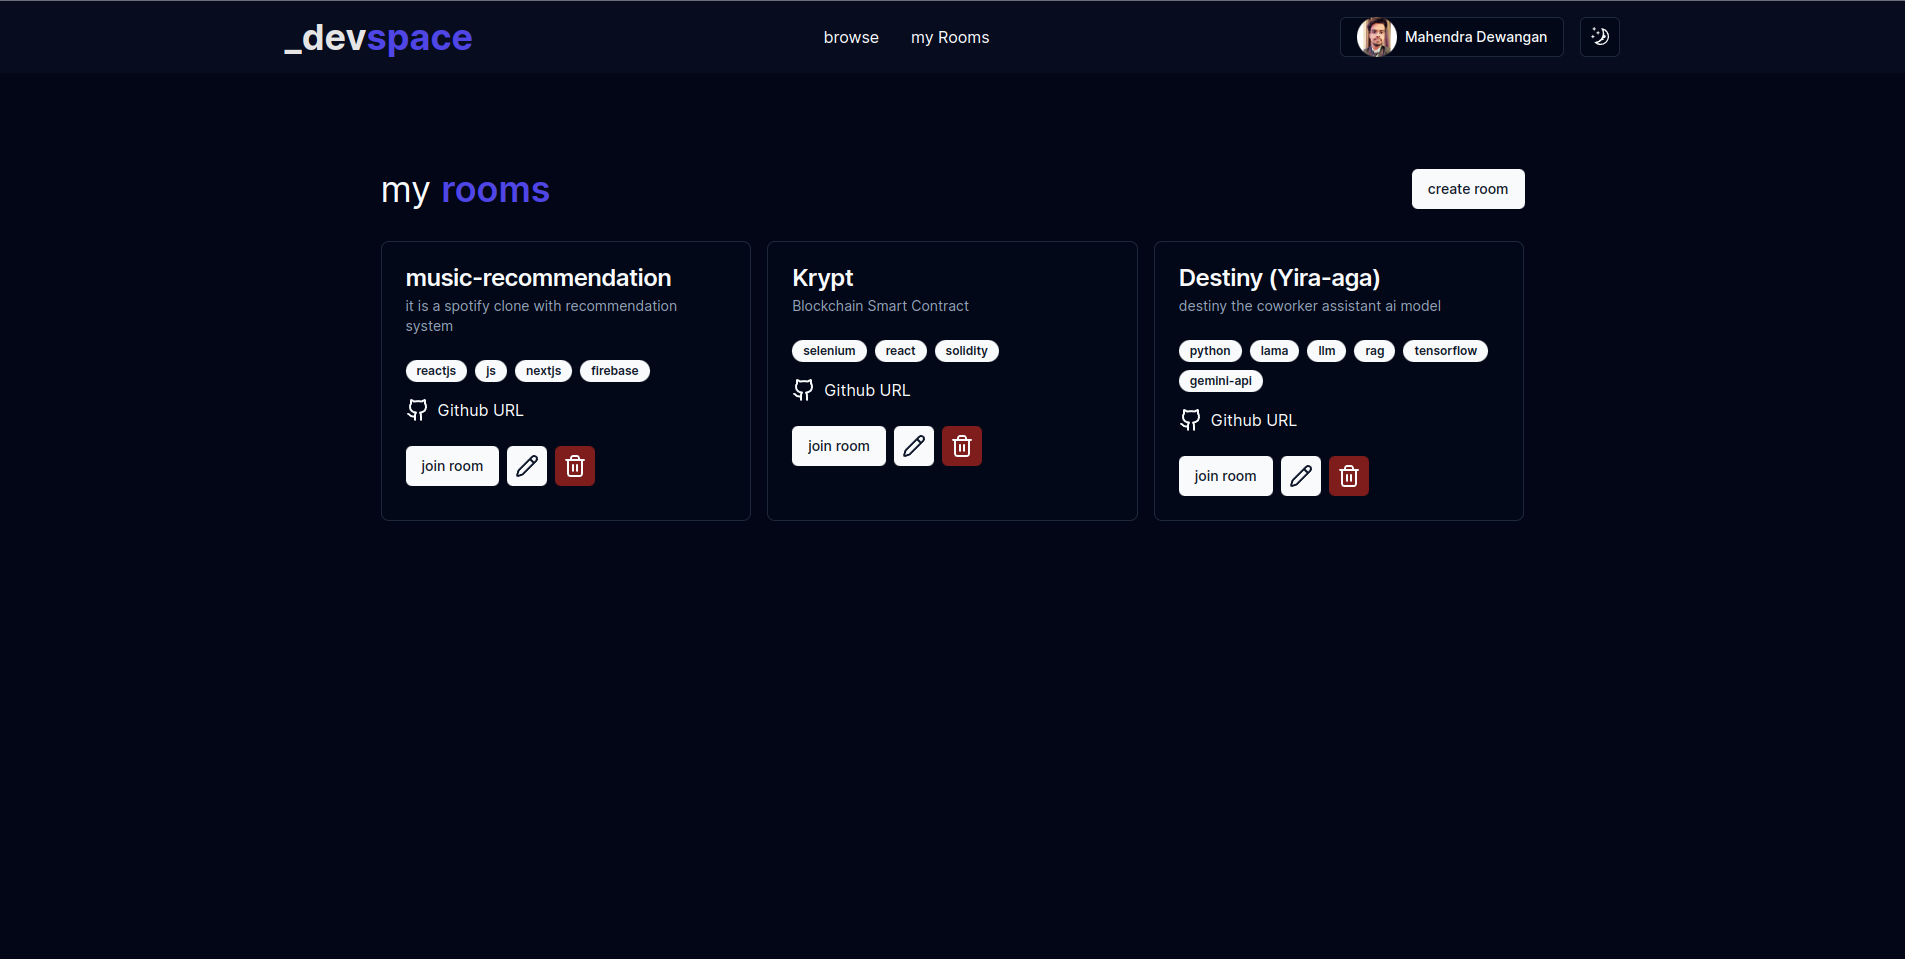 _devspace
browse
my Rooms
Mahendra Dewangan
my rooms
create room
music-recommendation
it is a spotify clone with recommendation
system
reactjs js nextjs firebase
Github URL
join room
Krypt
Blockchain Smart Contract
selenium react solidity
Github URL
join room
Destiny (Yira-aga)
destiny the coworker assistant ai model
python lama llm rag tensorflow
gemini-api
Github URL
join room